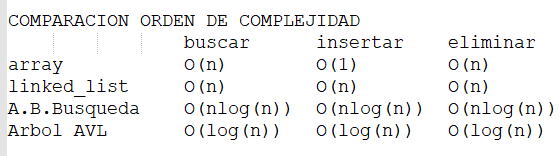 COMPARACION ORDEN DE COMPLEJIDAD
buscar insertar eliminar
array O(n) O(1) O(n)
linked_list O(n) O(n) O(n)
A.B.Busqueda O(nlog(n)) O(nlog(n)) O(nlog(n))
Arbol AVL O(log(n)) O(log(n)) O(log(n))